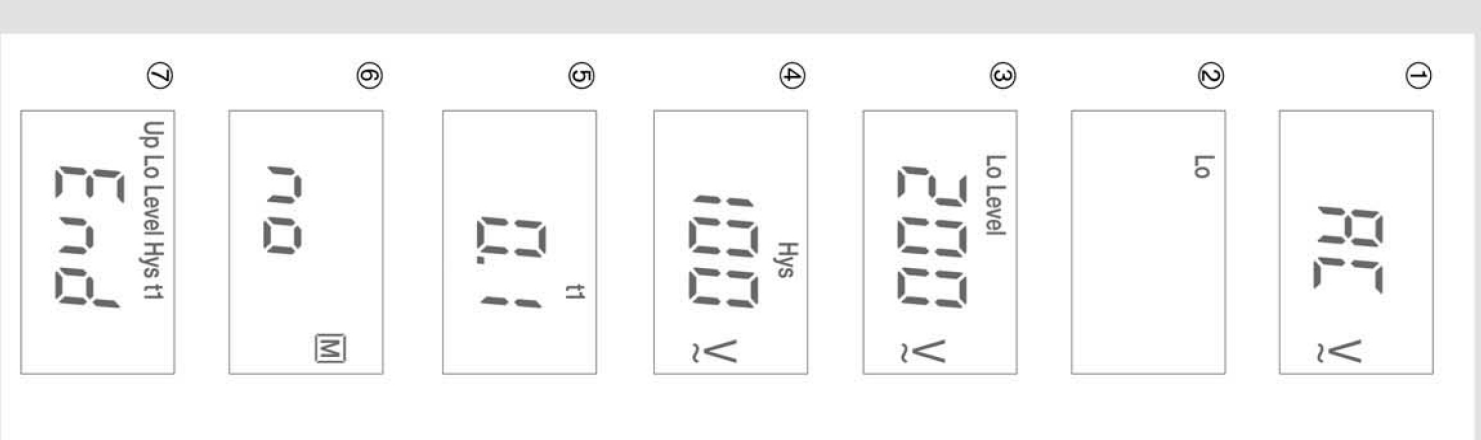 ①
AC V~
②
Lo
③
Lo Level
200 V~
④
Hys
100 V~
⑤
t1
0.1
⑥
no M
⑦
Up Lo Level Hys t1
End